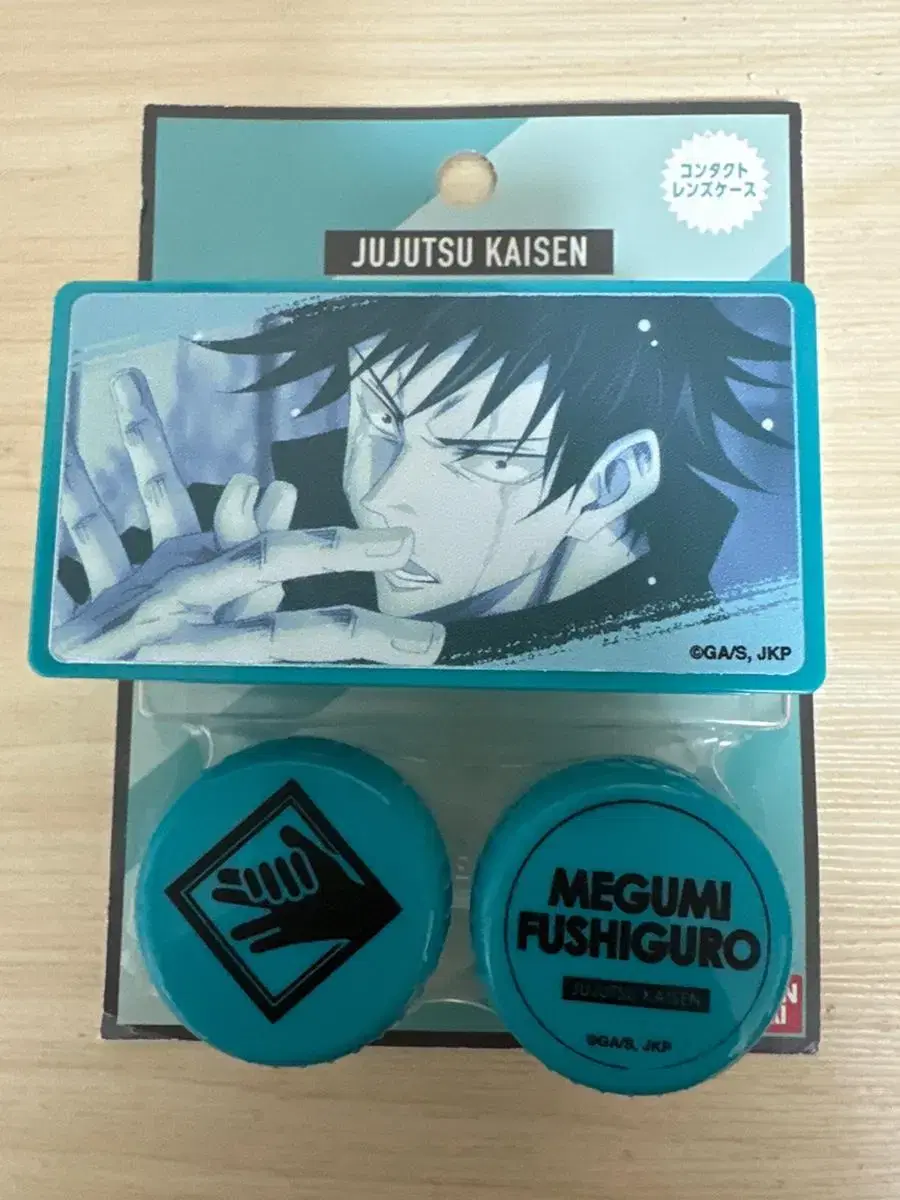 コンタクト
レンズケース
JUJUTSU KAISEN
©GA/S, JKP
MEGUMI
FUSHIGURO
JUJUTSU KAISEN
©GA/S, JKP